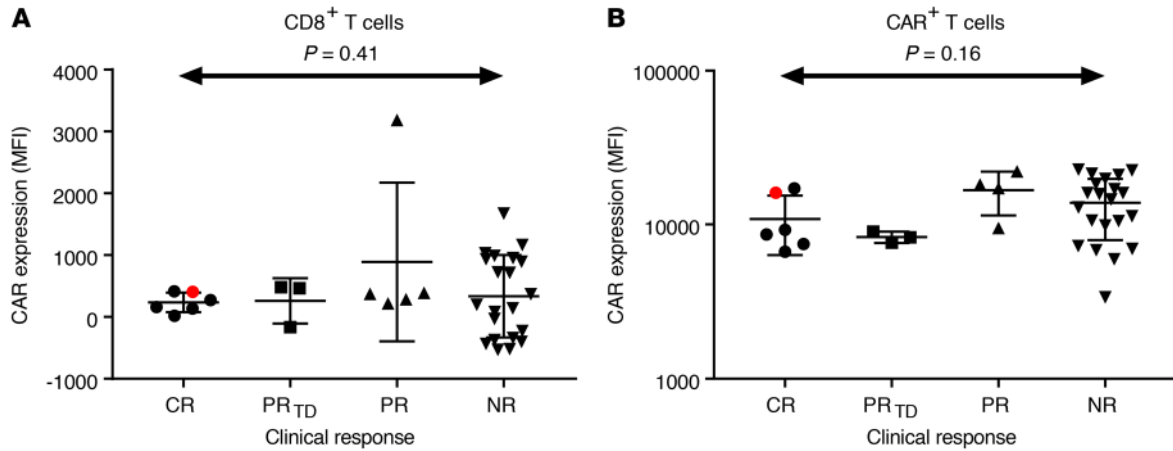 A
CD8+ T cells
P = 0.41
CAR expression (MFI)
4000
3000
2000
1000
0
-1000
CR
PRTD
PR
NR
Clinical response
B
CAR+ T cells
P = 0.16
CAR expression (MFI)
100000
10000
1000
CR
PRTD
PR
NR
Clinical response